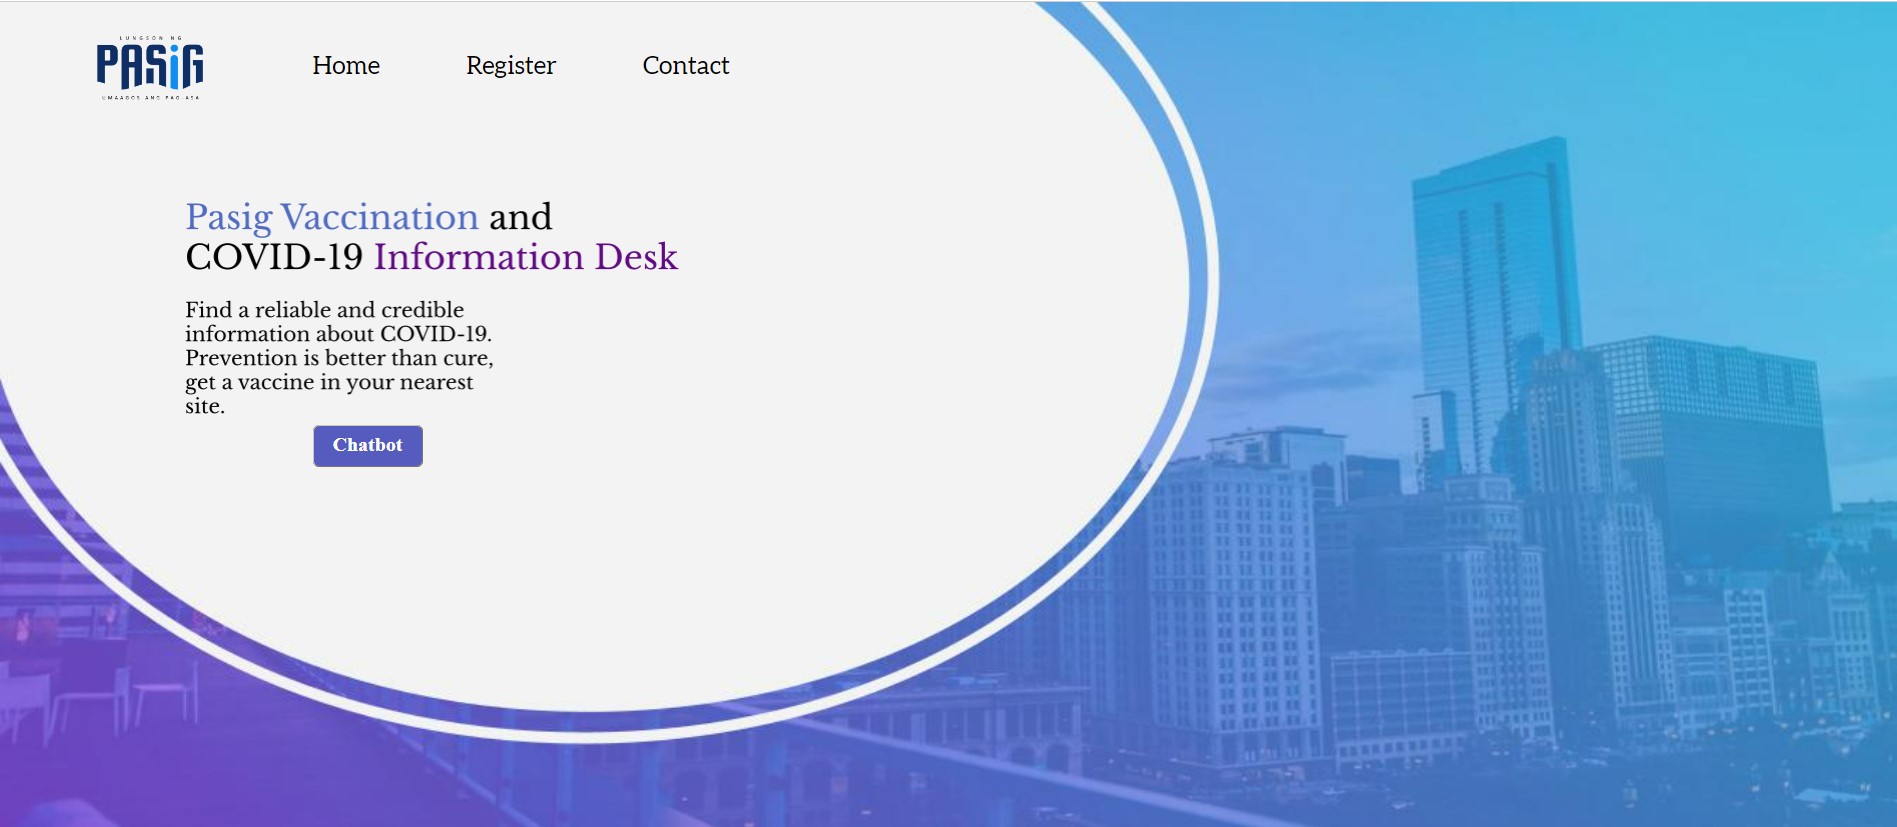 LUNGSOD NG
PASiG
UMAAGOS ANG PAG-ASA
Home
Register
Contact
Pasig Vaccination and
COVID-19 Information Desk
Find a reliable and credible
information about COVID-19.
Prevention is better than cure,
get a vaccine in your nearest
site.
Chatbot